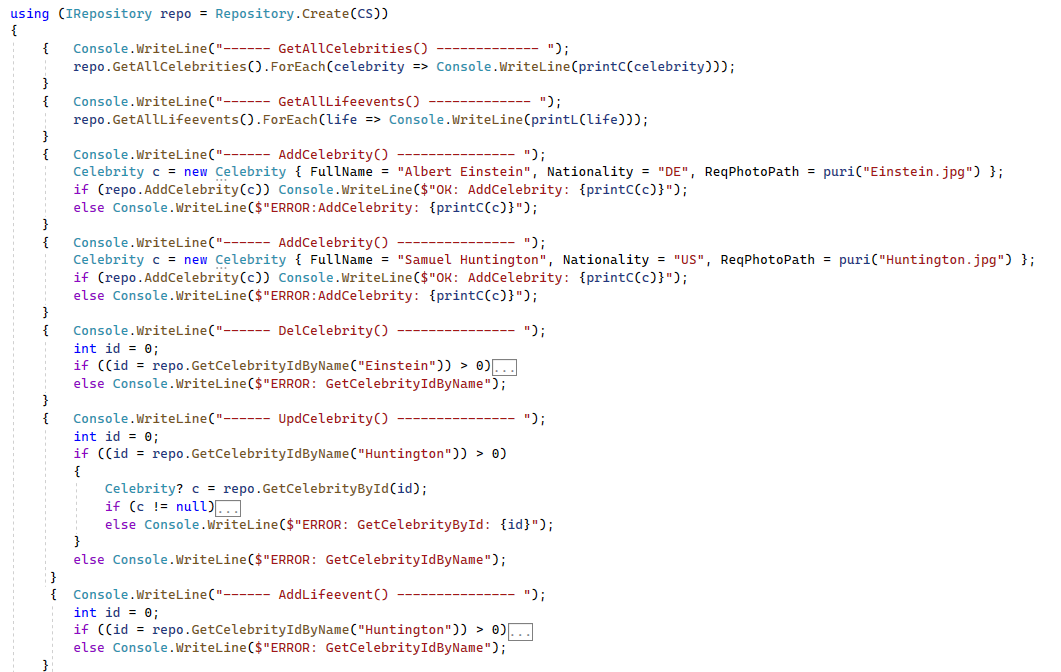 using (IRepository repo = Repository.Create(CS))
{
    {   Console.WriteLine("------ GetAllCelebrities() ------------- ");
        repo.GetAllCelebrities().ForEach(celebrity => Console.WriteLine(printC(celebrity)));
    }
    {   Console.WriteLine("------ GetAllLifeevents() ------------- ");
        repo.GetAllLifeevents().ForEach(life => Console.WriteLine(printL(life)));
    }
    {   Console.WriteLine("------ AddCelebrity() --------------- ");
        Celebrity c = new Celebrity { FullName = "Albert Einstein", Nationality = "DE", ReqPhotoPath = puri("Einstein.jpg") };
        if (repo.AddCelebrity(c)) Console.WriteLine($"OK: AddCelebrity: {printC(c)}");
        else Console.WriteLine($"ERROR:AddCelebrity: {printC(c)}");
    }
    {   Console.WriteLine("------ AddCelebrity() --------------- ");
        Celebrity c = new Celebrity { FullName = "Samuel Huntington", Nationality = "US", ReqPhotoPath = puri("Huntington.jpg") };
        if (repo.AddCelebrity(c)) Console.WriteLine($"OK: AddCelebrity: {printC(c)}");
        else Console.WriteLine($"ERROR:AddCelebrity: {printC(c)}");
    }
    {   Console.WriteLine("------ DelCelebrity() --------------- ");
        int id = 0;
        if ((id = repo.GetCelebrityIdByName("Einstein")) > 0)...
        else Console.WriteLine($"ERROR: GetCelebrityIdByName");
    }
    {   Console.WriteLine("------ UpdCelebrity() --------------- ");
        int id = 0;
        if ((id = repo.GetCelebrityIdByName("Huntington")) > 0)
        {
            Celebrity? c = repo.GetCelebrityById(id);
            if (c != null)...
            else Console.WriteLine($"ERROR: GetCelebrityById: {id}");
        }
        else Console.WriteLine($"ERROR: GetCelebrityIdByName");
     }
     {  Console.WriteLine("------ AddLifeevent() --------------- ");
        int id = 0;
        if ((id = repo.GetCelebrityIdByName("Huntington")) > 0)...
        else Console.WriteLine($"ERROR: GetCelebrityIdByName");
    }